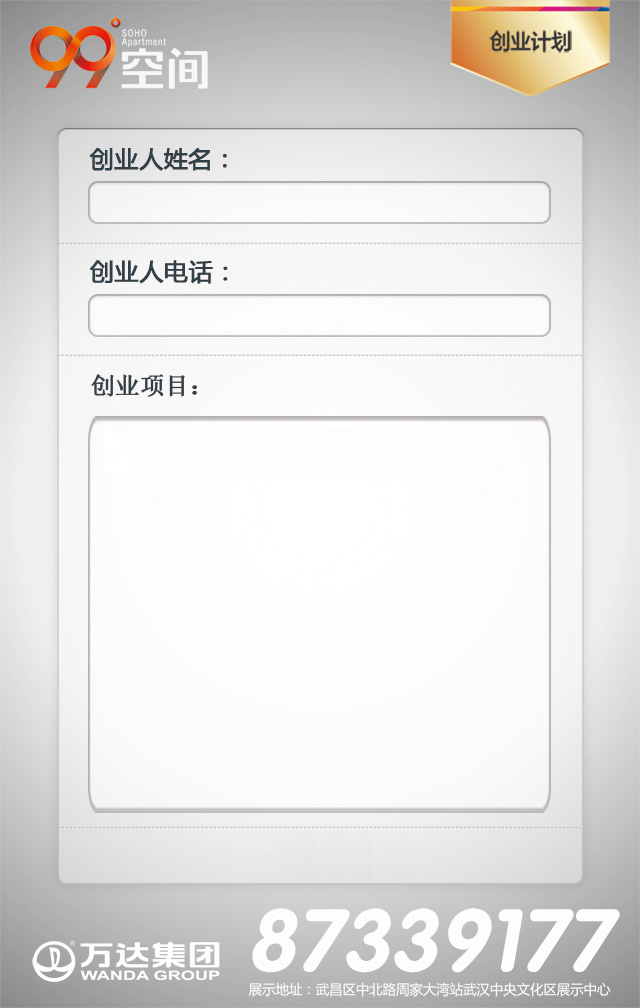 99°
SOHO
Apartment
空间
创业计划
创业人姓名：
创业人电话：
创业项目：
87339177
万达集团
WANDA GROUP
展示地址：武昌区中北路周家大湾站武汉中央文化区展示中心